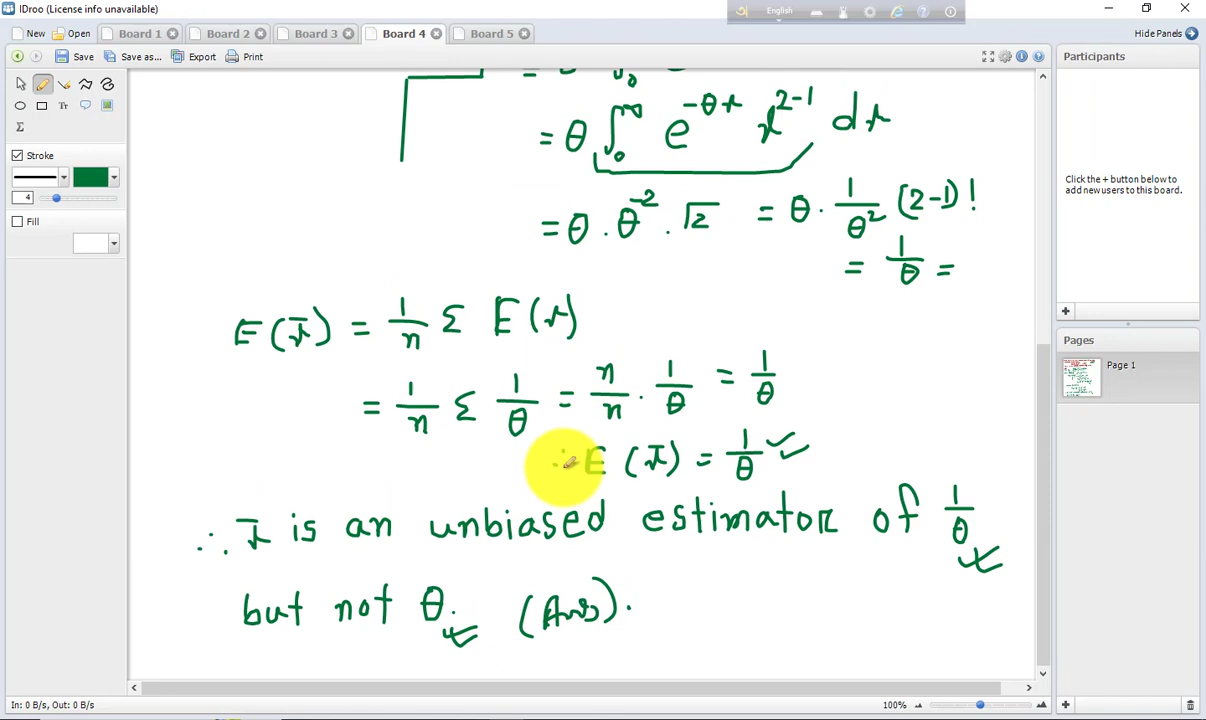 IDroo (License info unavailable)
English
New Open Board 1 Board 2 Board 3 Board 4 Board 5 Hide Panels
Save Save as... Export Print
Participants
Click the + button below to
add new users to this board.
Stroke
4
Fill
Tr
Σ
= θ ∫₀^∞ e^{-θx} x^{2-1} dx
= θ . θ^{-2} . √2 = θ . 1/θ² (2-1)!
= 1/θ =
E(x̄) = 1/n Σ E(x)
= 1/n Σ 1/θ = n/n . 1/θ = 1/θ
∴ E(x̄) = 1/θ
∴ x̄ is an unbiased estimator of 1/θ
but not θ. (Ans).
Pages
Page 1
In: 0 B/s, Out: 0 B/s
100%